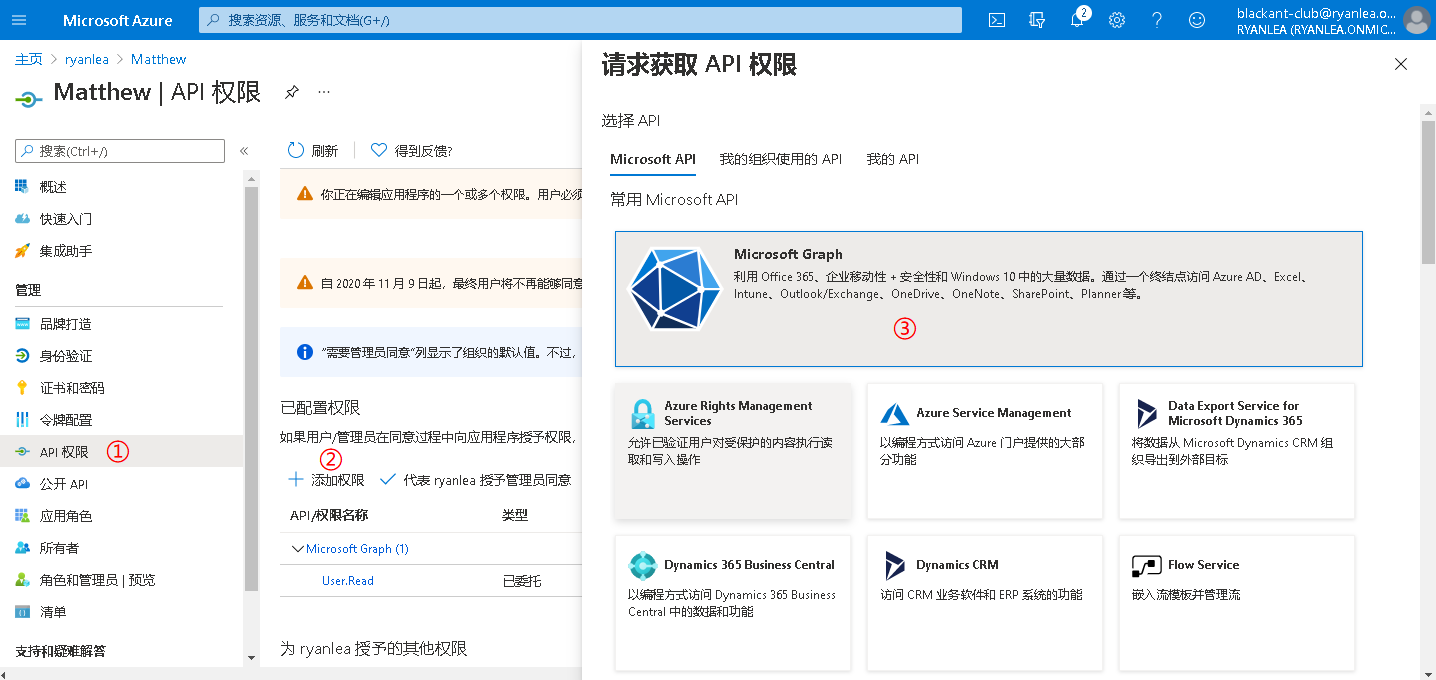 Microsoft Azure
搜索资源、服务和文档(G+/)
2
blackant-club@ryanlea.o...
RYANLEA (RYANLEA.ONMIC...
主页 > ryanlea > Matthew
Matthew | API 权限
...
搜索(Ctrl+/)
«
概述
快速入门
集成助手
管理
品牌打造
身份验证
证书和密码
令牌配置
API 权限
①
公开 API
应用角色
所有者
角色和管理员 | 预览
清单
支持和疑难解答
刷新
得到反馈?
你正在编辑应用程序的一个或多个权限。用户必须
自 2020 年 11 月 9 日起，最终用户将不再能够同意
"需要管理员同意"列显示了组织的默认值。不过，
已配置权限
如果用户/管理员在同意过程中向应用程序授予权限，
②
添加权限
代表 ryanlea 授予管理员同意
API/权限名称 类型
Microsoft Graph (1)
User.Read 已委托
为 ryanlea 授予的其他权限
请求获取 API 权限
选择 API
Microsoft API 我的组织使用的 API 我的 API
常用 Microsoft API
Microsoft Graph
利用 Office 365、企业移动性 + 安全性和 Windows 10 中的大量数据。通过一个终结点访问 Azure AD、Excel、
Intune、Outlook/Exchange、OneDrive、OneNote、SharePoint、Planner 等。
③
Azure Rights Management
Services
允许已验证用户对受保护的内容执行读
取和写入操作
Azure Service Management
以编程方式访问 Azure 门户提供的大部
分功能
Data Export Service for
Microsoft Dynamics 365
将数据从 Microsoft Dynamics CRM 组
织导出到外部目标
Dynamics 365 Business Central
以编程方式访问 Dynamics 365 Business
Central 中的数据和功能
Dynamics CRM
访问 CRM 业务软件和 ERP 系统的功能
Flow Service
嵌入流模板并管理流